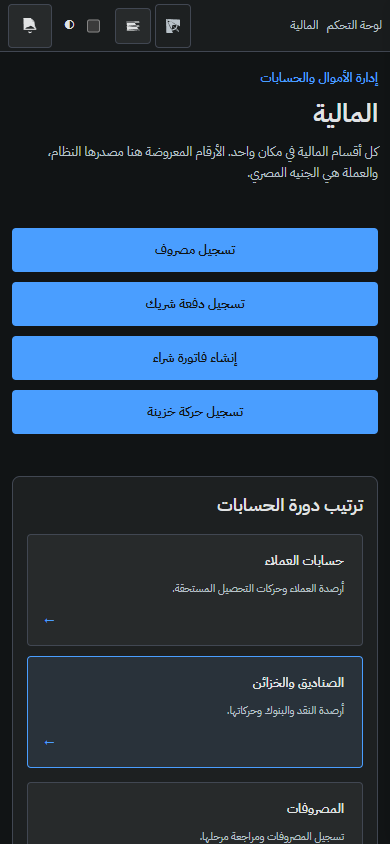 لوحة التحكم المالية
إدارة الأموال والحسابات
المالية
كل أقسام المالية في مكان واحد. الأرقام المعروضة هنا مصدرها النظام،
والعملة هي الجنيه المصري.
تسجيل مصروف
تسجيل دفعة شريك
إنشاء فاتورة شراء
تسجيل حركة خزينة
ترتيب دورة الحسابات
حسابات العملاء
أرصدة العملاء وحركات التحصيل المستحقة.
←
الصناديق والخزائن
أرصدة النقد والبنوك وحركاتها.
←
المصروفات
تسجيل المصروفات ومراجعة مرحلها.